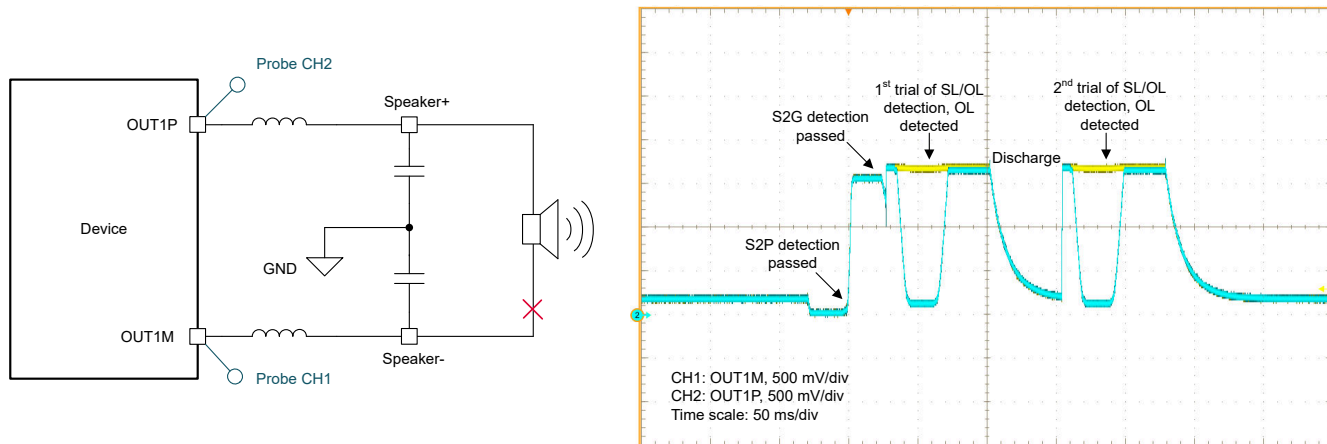 Probe CH2
Speaker+
OUT1P
Device
GND
OUT1M
Speaker-
Probe CH1
1st trial of SL/OL
detection, OL
detected
2nd trial of SL/OL
detection, OL
detected
S2G detection
passed
Discharge
S2P detection
passed
2
CH1: OUT1M, 500 mV/div
CH2: OUT1P, 500 mV/div
Time scale: 50 ms/div